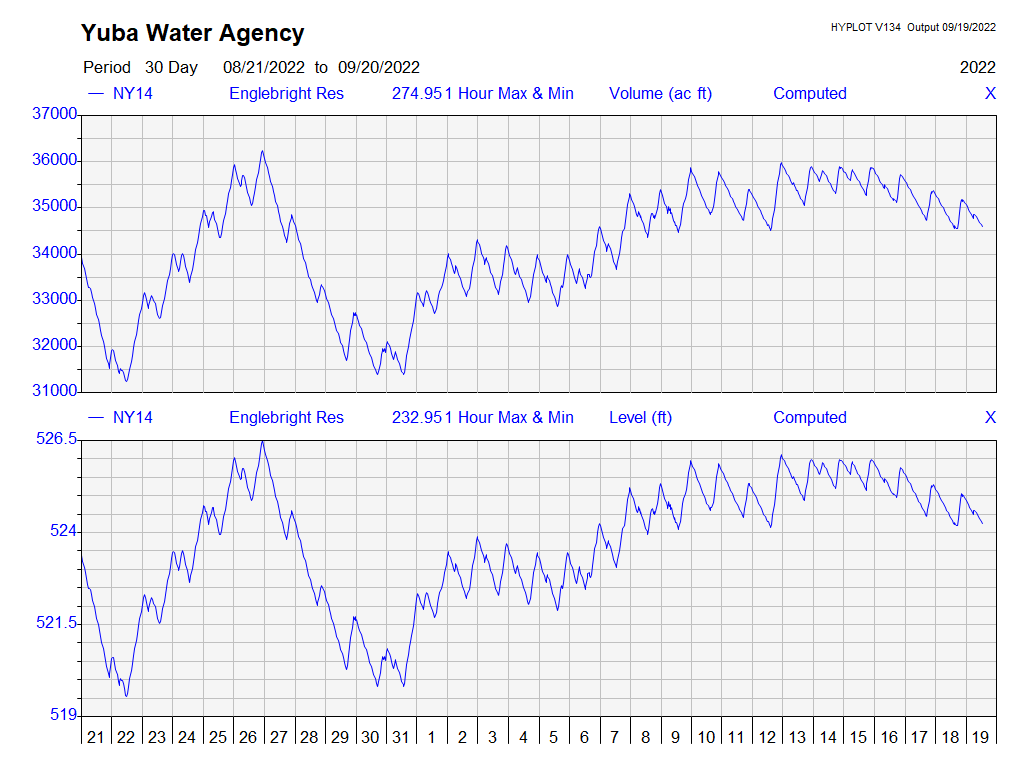 Yuba Water Agency
HYPLOT V134 Output 09/19/2022
Period 30 Day 08/21/2022 to 09/20/2022
2022
NY14 Englebright Res 274.951 Hour Max & Min Volume (ac ft) Computed X
37000
36000
35000
34000
33000
32000
31000
NY14 Englebright Res 232.951 Hour Max & Min Level (ft) Computed X
526.5
524
521.5
519
21 22 23 24 25 26 27 28 29 30 31 1 2 3 4 5 6 7 8 9 10 11 12 13 14 15 16 17 18 19